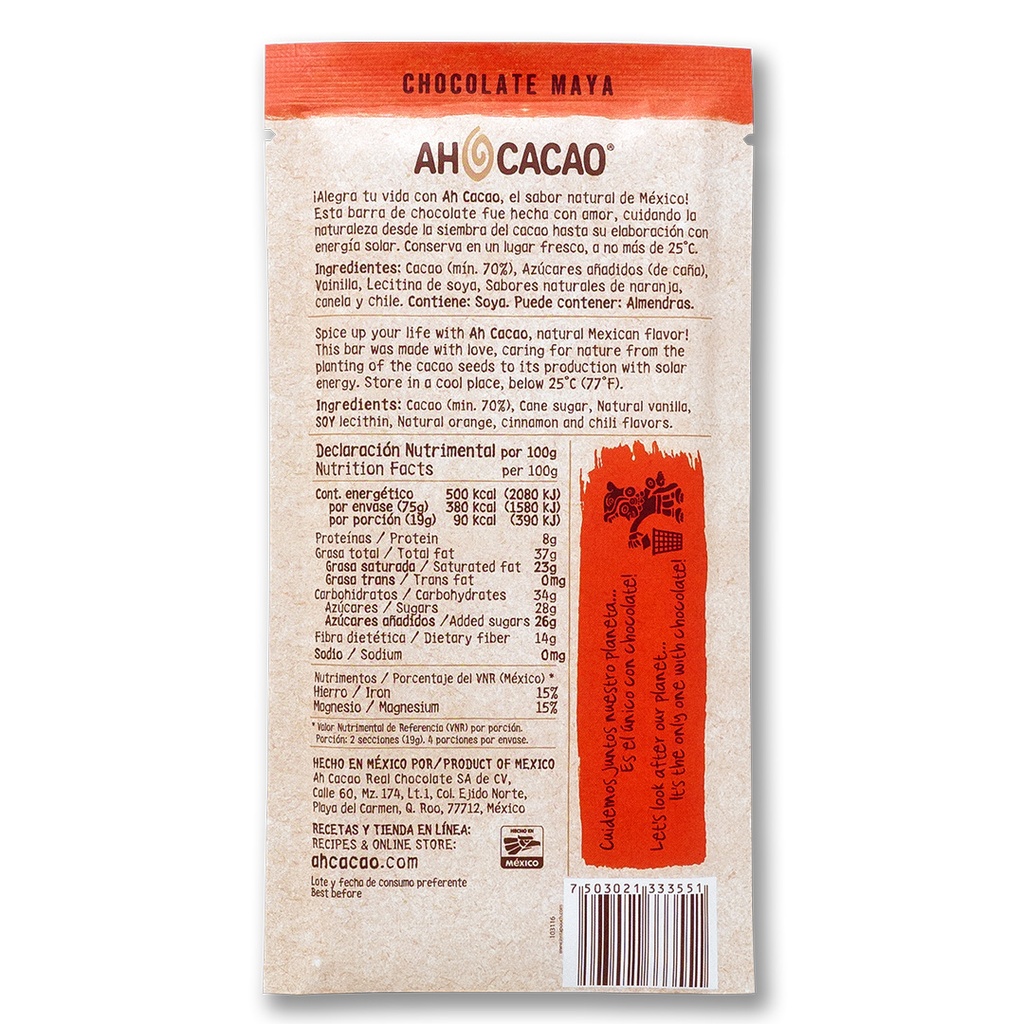 CHOCOLATE MAYA
AH CACAO®
¡Alegra tu vida con Ah Cacao, el sabor natural de México!
Esta barra de chocolate fue hecha con amor, cuidando la
naturaleza desde la siembra del cacao hasta su elaboración con
energía solar. Conserva en un lugar fresco, a no más de 25°C.
Ingredientes: Cacao (mín. 70%), Azúcares añadidos (de caña),
Vainilla, Lecitina de soya, Sabores naturales de naranja,
canela y chile. Contiene: Soya. Puede contener: Almendras.
Spice up your life with Ah Cacao, natural Mexican flavor!
This bar was made with love, caring for nature from the
planting of the cacao seeds to its production with solar
energy. Store in a cool place, below 25°C (77°F).
Ingredients: Cacao (min. 70%), Cane sugar, Natural vanilla,
SOY lecithin, Natural orange, cinnamon and chili flavors.
Declaración Nutrimental por 100g
Nutrition Facts per 100g
Cont. energético 500 kcal (2080 kJ)
por envase (75g) 380 kcal (1580 kJ)
por porción (19g) 90 kcal (390 kJ)
Proteínas / Protein 8g
Grasa total / Total fat 37g
Grasa saturada / Saturated fat 23g
Grasa trans / Trans fat 0mg
Carbohidratos / Carbohydrates 34g
Azúcares / Sugars 28g
Azúcares añadidos /Added sugars 26g
Fibra dietética / Dietary fiber 14g
Sodio / Sodium 0mg
Nutrimentos / Porcentaje del VNR (México) *
Hierro / Iron 15%
Magnesio / Magnesium 15%
* Valor Nutrimental de Referencia (VNR) por porción.
Porción: 2 secciones (19g). 4 porciones por envase.
HECHO EN MÉXICO POR/PRODUCT OF MEXICO
Ah Cacao Real Chocolate SA de CV,
Calle 60, Mz. 174, Lt.1, Col. Ejido Norte,
Playa del Carmen, Q. Roo, 77712, México
RECETAS Y TIENDA EN LÍNEA:
RECIPES & ONLINE STORE:
ahcacao.com
HECHO EN
MÉXICO
Lote y fecha de consumo preferente
Best before
Cuidemos juntos nuestro planeta...
Es el único con chocolate!
Let's look after our planet...
It's the only one with chocolate!
103116
7 503021 333551